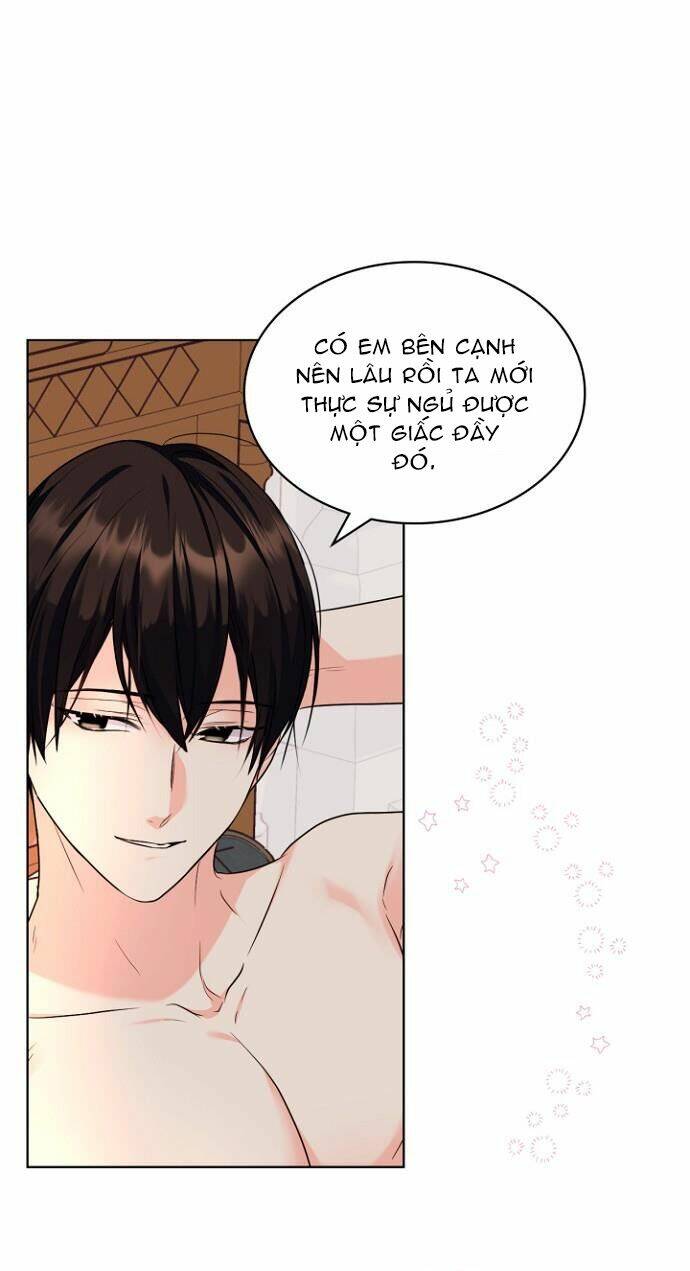 CÓ EM BÊN CẠNH
NÊN LÂU RỒI TA MỚI
THỰC SỰ NGỦ ĐƯỢC
MỘT GIẤC ĐẦY
ĐÓ.